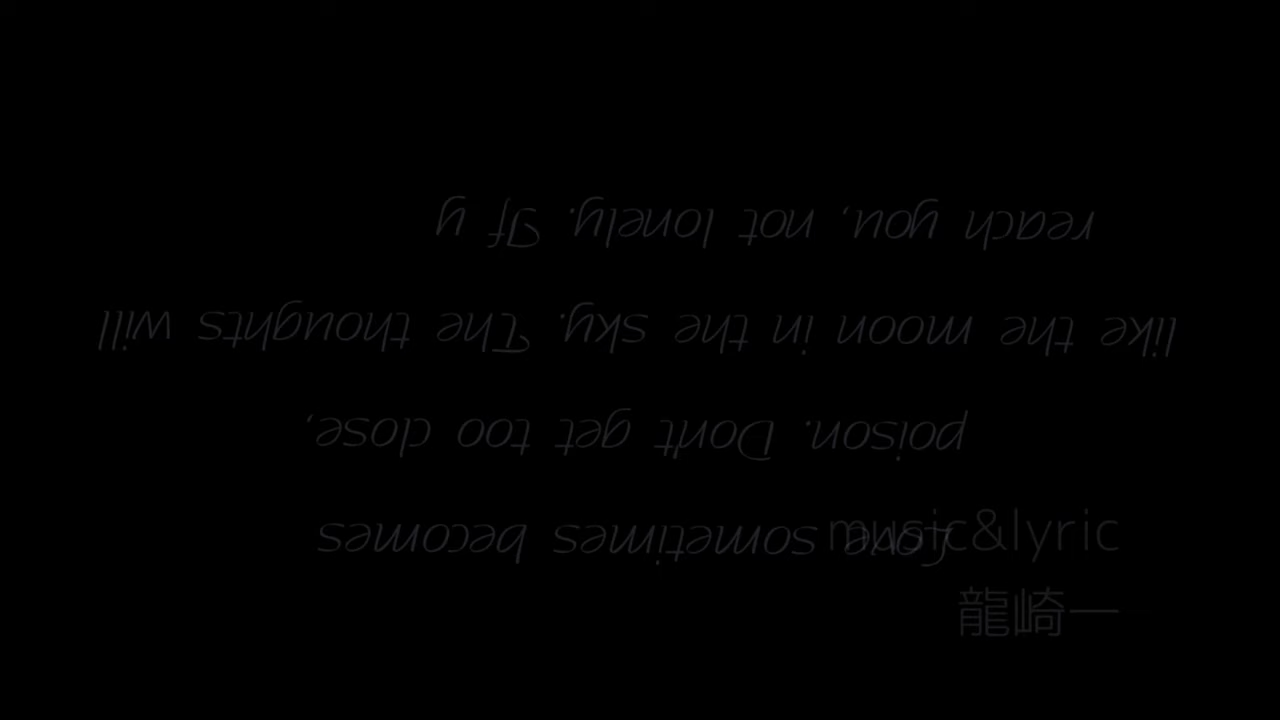 Love sometimes becomes
poison. Don't get too close,
like the moon in the sky. The thoughts will
reach you, not lonely. If y
music&lyric
龍崎一